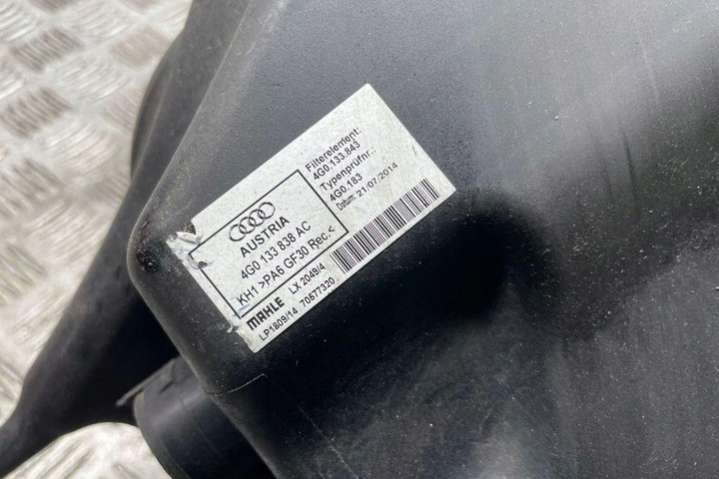 AUSTRIA
4G0 133 838 AC
KH1 >PA6 GF30 Rec.<
MAHLE LX 2049/4
LP1809/14 70577320
Filterelement:
4G0.133.843
Typenprüfnr.:
4G0.183
Datum: 21/07/2014